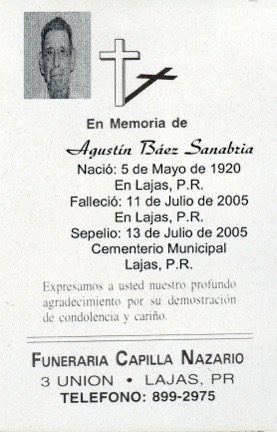 En Memoria de
Agustín Báez Sanabria
Nació: 5 de Mayo de 1920
En Lajas, P.R.
Falleció: 11 de Julio de 2005
En Lajas, P.R.
Sepelio: 13 de Julio de 2005
Cementerio Municipal
Lajas, P.R.
Expresamos a usted nuestro profundo
agradecimiento por su demostración
de condolencia y cariño.
FUNERARIA CAPILLA NAZARIO
3 UNION • LAJAS, PR
TELEFONO: 899-2975